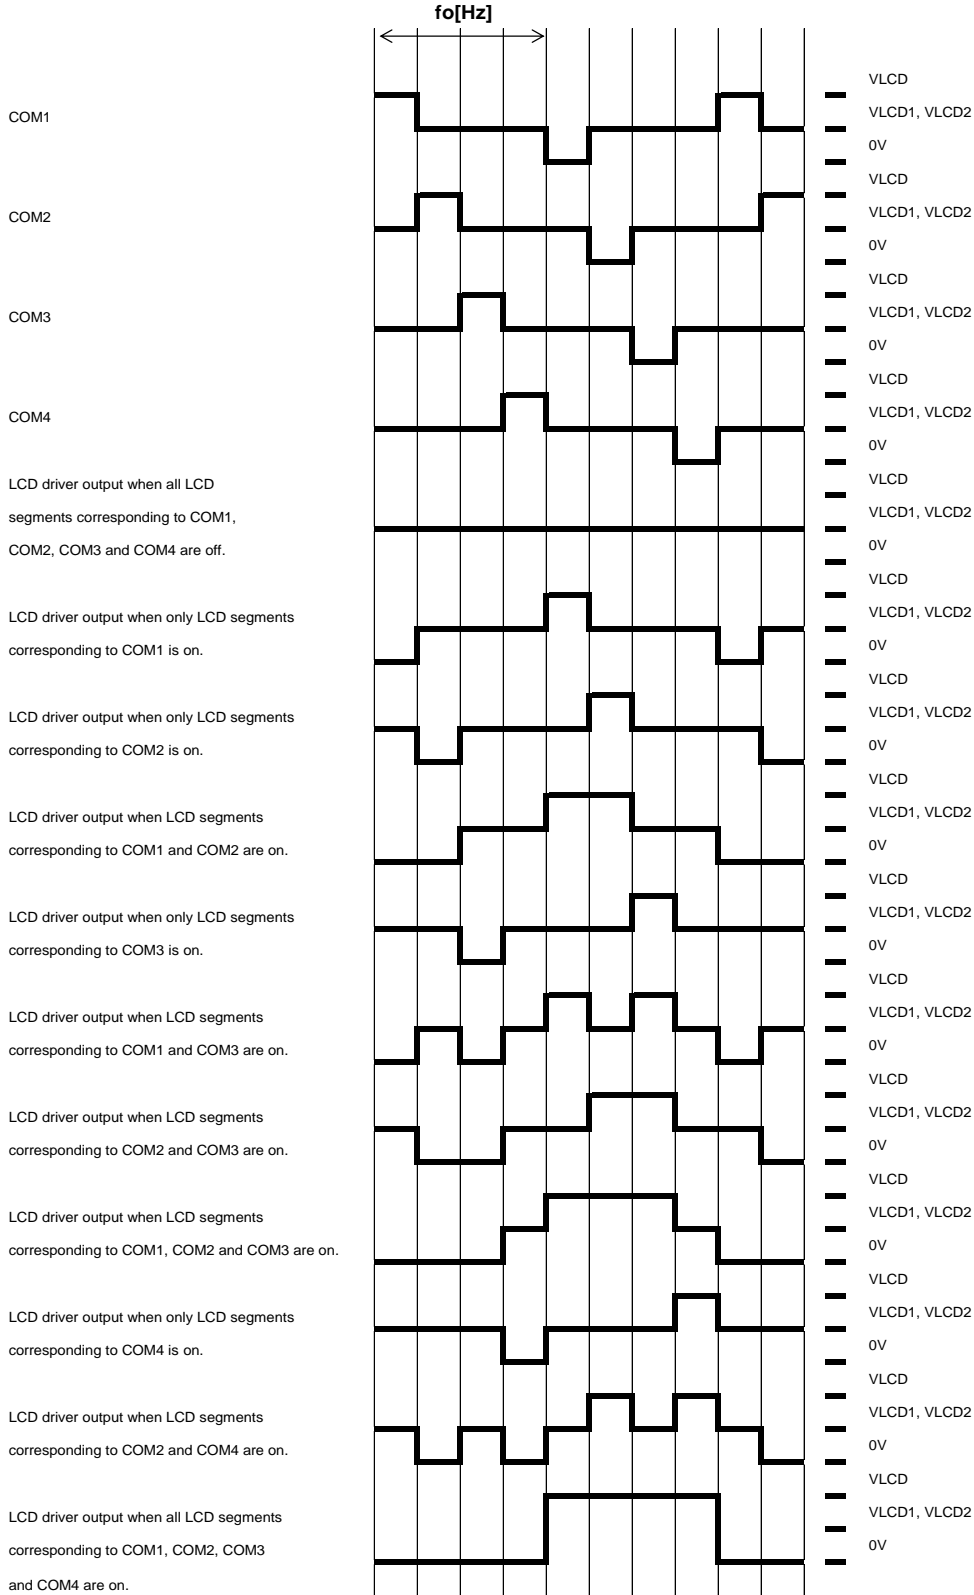 fo[Hz]
VLCD
COM1
VLCD1, VLCD2
0V
VLCD
COM2
VLCD1, VLCD2
0V
VLCD
COM3
VLCD1, VLCD2
0V
VLCD
COM4
VLCD1, VLCD2
0V
LCD driver output when all LCD
VLCD
segments corresponding to COM1,
VLCD1, VLCD2
COM2, COM3 and COM4 are off.
0V
VLCD
LCD driver output when only LCD segments
VLCD1, VLCD2
corresponding to COM1 is on.
0V
VLCD
LCD driver output when only LCD segments
VLCD1, VLCD2
corresponding to COM2 is on.
0V
VLCD
LCD driver output when LCD segments
VLCD1, VLCD2
corresponding to COM1 and COM2 are on.
0V
VLCD
LCD driver output when only LCD segments
VLCD1, VLCD2
corresponding to COM3 is on.
0V
VLCD
LCD driver output when LCD segments
VLCD1, VLCD2
corresponding to COM1 and COM3 are on.
0V
VLCD
LCD driver output when LCD segments
VLCD1, VLCD2
corresponding to COM2 and COM3 are on.
0V
VLCD
LCD driver output when LCD segments
VLCD1, VLCD2
corresponding to COM1, COM2 and COM3 are on.
0V
VLCD
LCD driver output when only LCD segments
VLCD1, VLCD2
corresponding to COM4 is on.
0V
VLCD
LCD driver output when LCD segments
VLCD1, VLCD2
corresponding to COM2 and COM4 are on.
0V
VLCD
LCD driver output when all LCD segments
VLCD1, VLCD2
corresponding to COM1, COM2, COM3
0V
and COM4 are on.